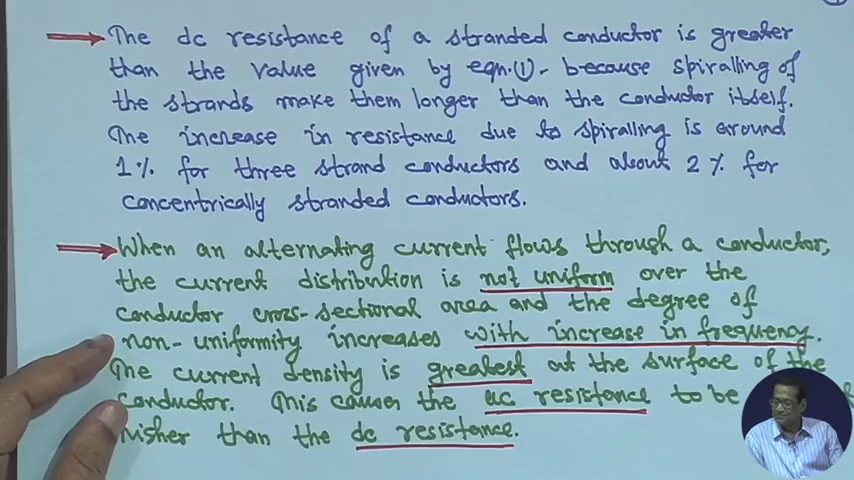 The dc resistance of a stranded conductor is greater
than the value given by eqn.(1). because spiralling of
the strands make them longer than the conductor itself.
The increase in resistance due to spiralling is around
1% for three strand conductors and about 2% for
concentrically stranded conductors.
When an alternating current flows through a conductor,
the current distribution is not uniform over the
conductor cross-sectional area and the degree of
non-uniformity increases with increase in frequency.
The current density is greatest at the surface of the
conductor. This causes the ac resistance to be
higher than the dc resistance.